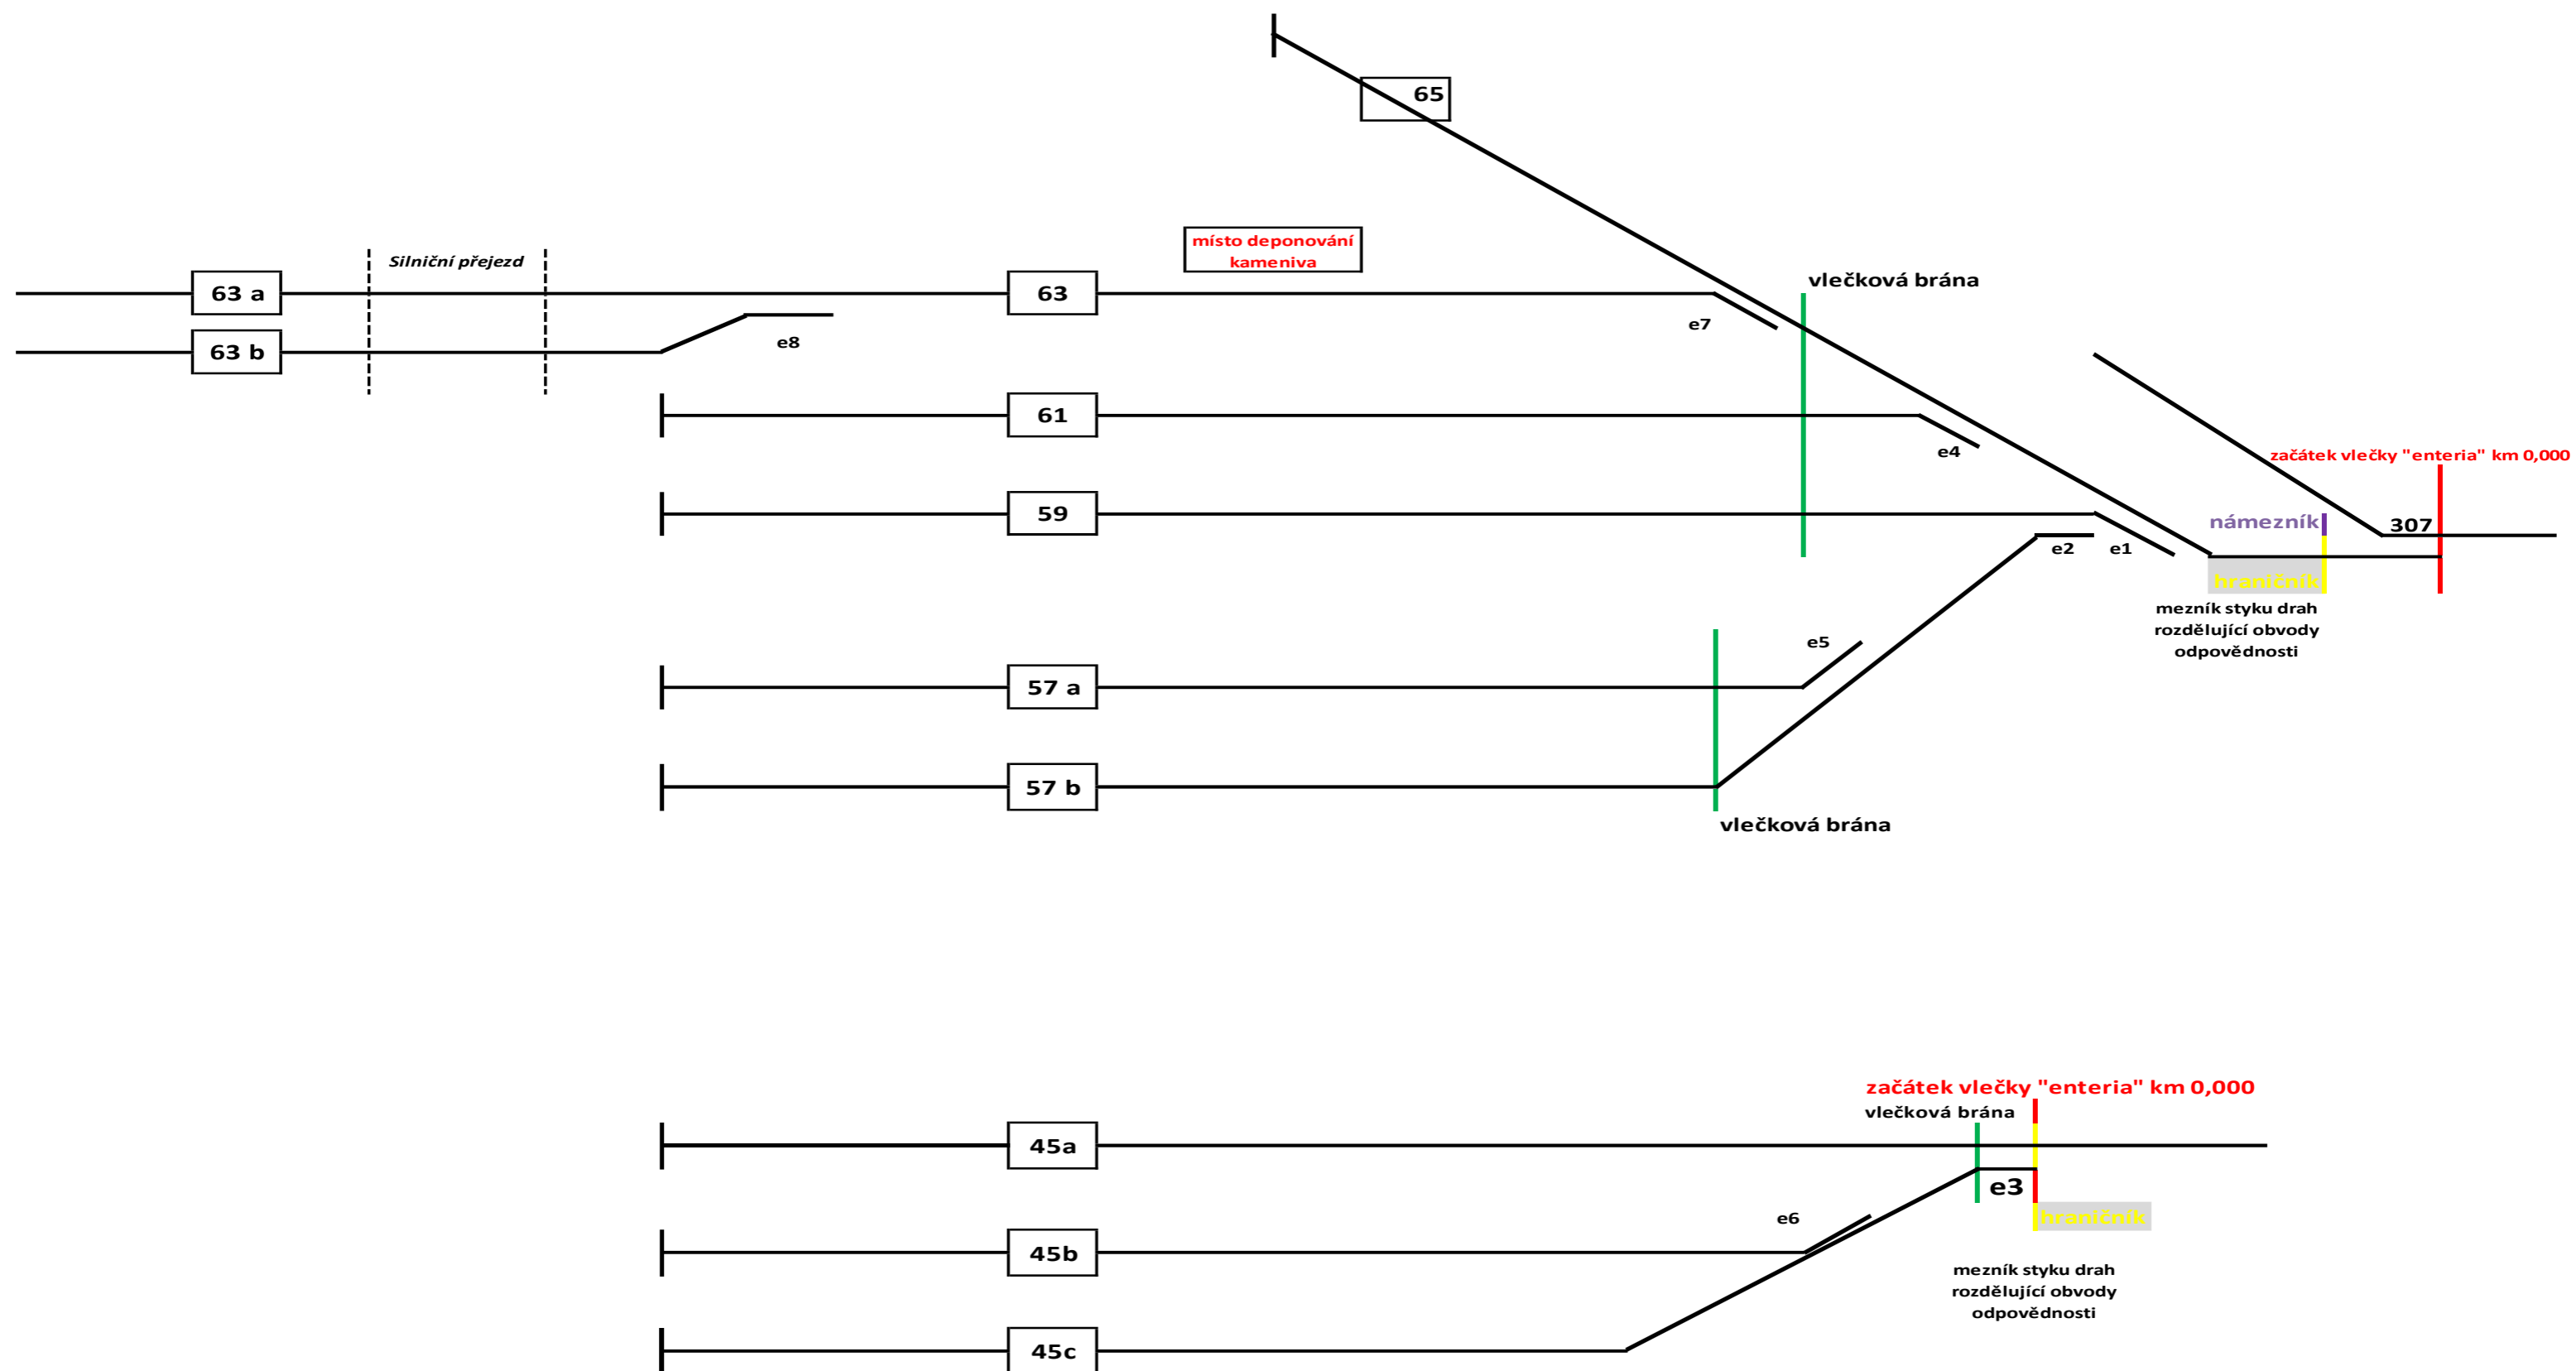 65
místo deponování
kameniva
Silniční přejezd
63 a
63
vlečková brána
e7
63 b
e8
61
e4
začátek vlečky "enteria" km 0,000
59
námezník
307
e2
e1
hraničník
mezník styku drah
rozdělující obvody
odpovědnosti
e5
57 a
57 b
vlečková brána
začátek vlečky "enteria" km 0,000
vlečková brána
45a
e3
e6
hraničník
45b
mezník styku drah
rozdělující obvody
odpovědnosti
45c